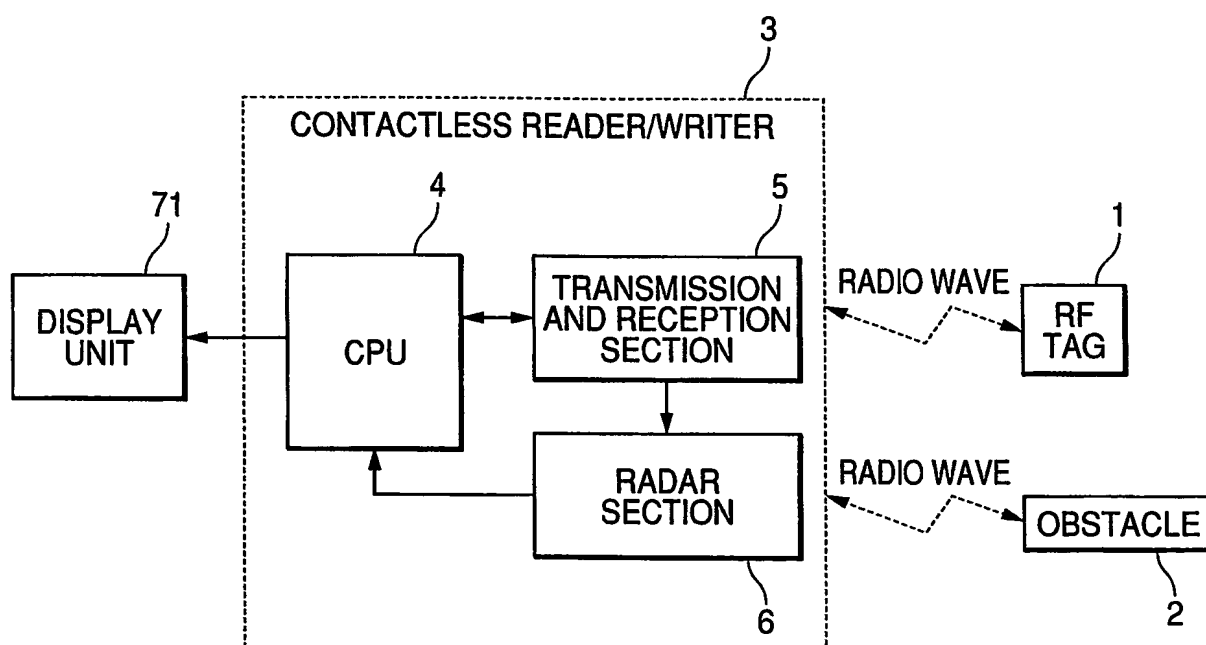 3
CONTACTLESS READER/WRITER
71
4
5
1
DISPLAY
UNIT
CPU
TRANSMISSION
AND RECEPTION
SECTION
RADIO WAVE
RF
TAG
RADAR
SECTION
RADIO WAVE
OBSTACLE
6
2